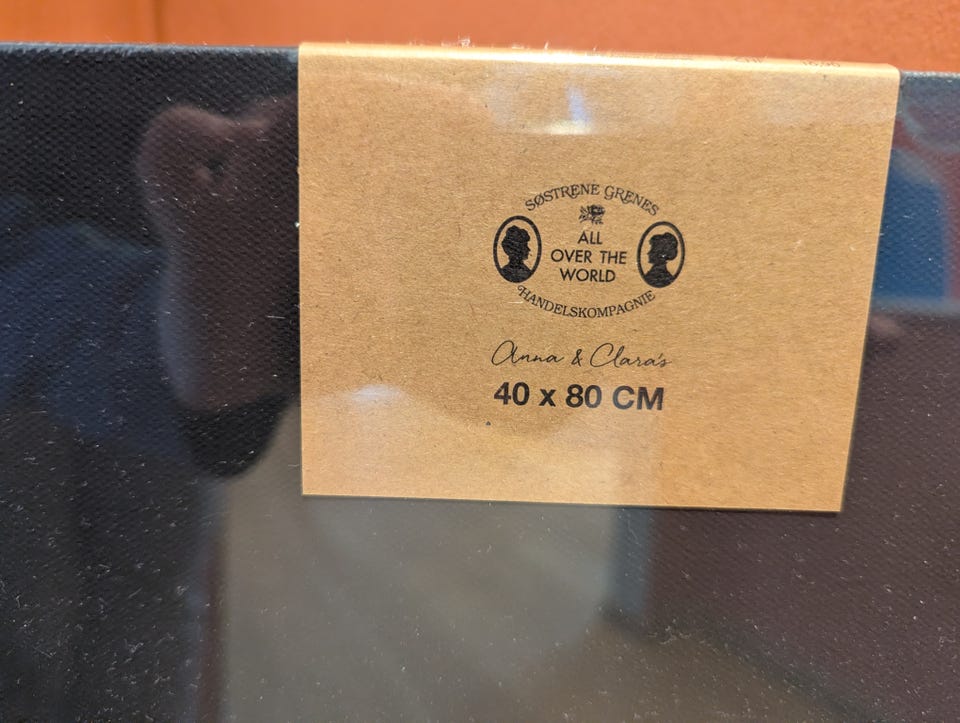 SØSTRENE GRENES
ALL
OVER THE
WORLD
HANDELSKOMPAGNIE
Anna & Clara's
40 x 80 CM